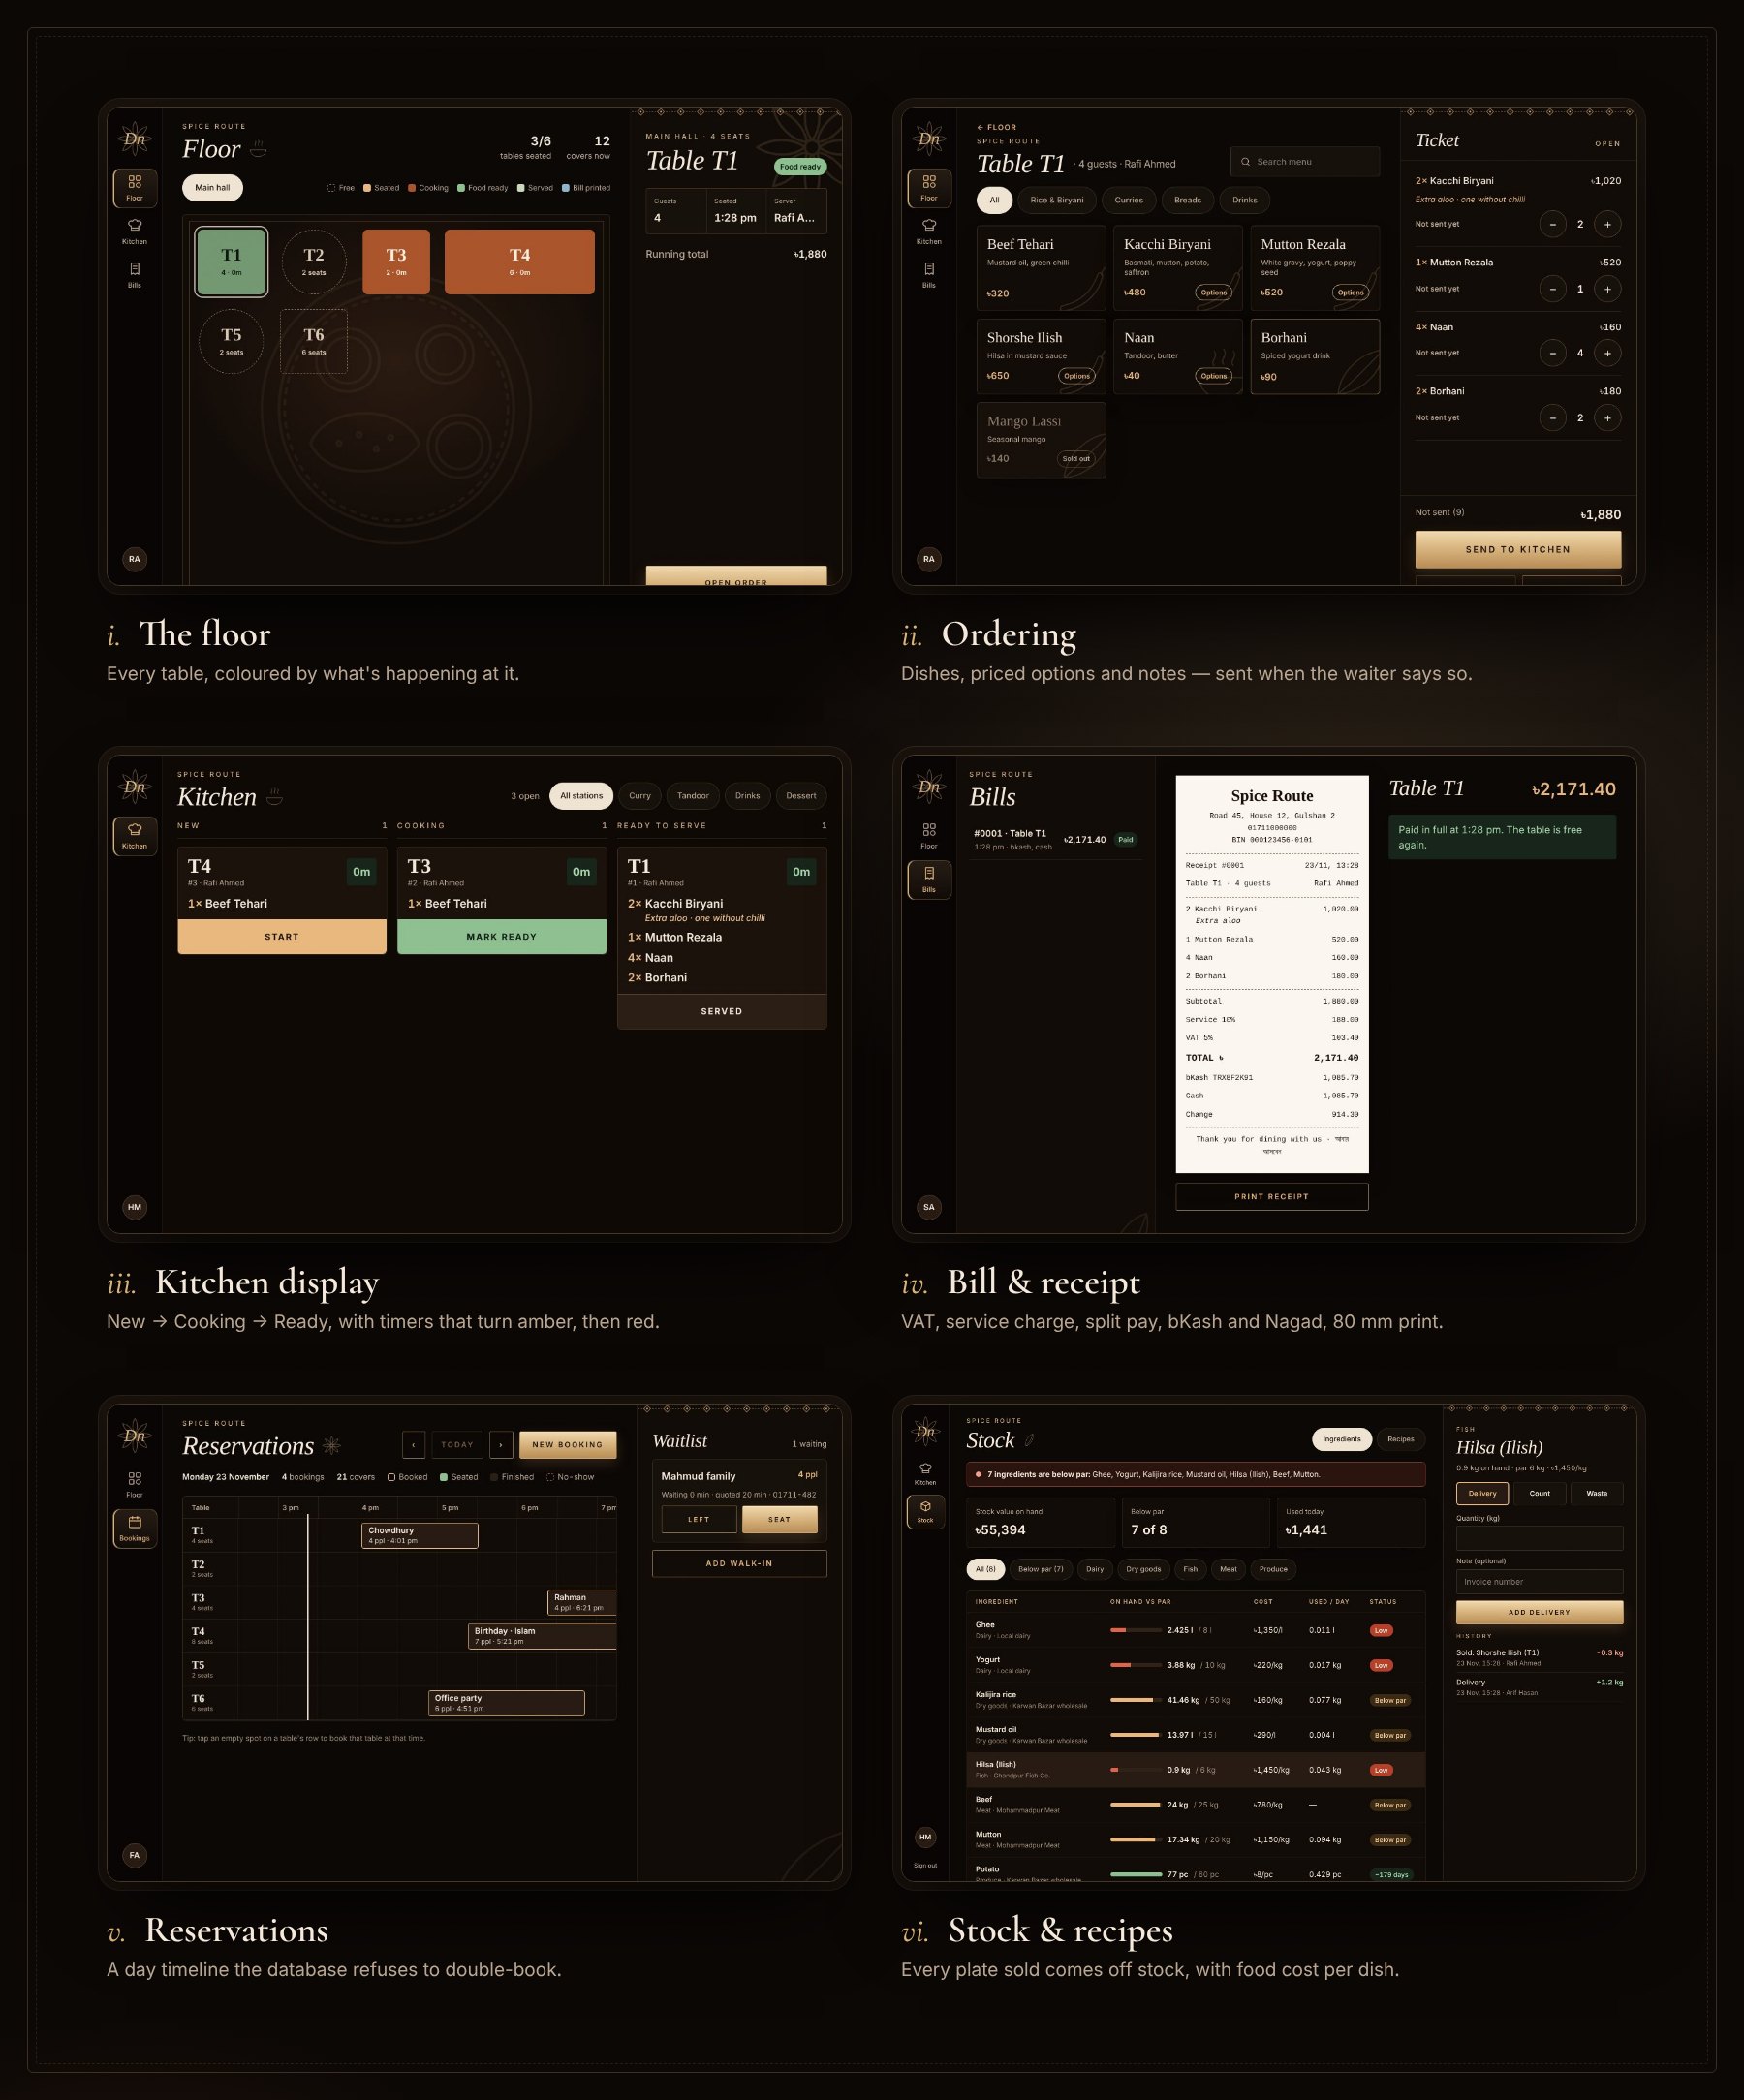 Dn
Floor
Kitchen
Bills
RA
SPICE ROUTE
Floor
3/6
tables seated
12
covers now
Main hall
Free
Seated
Cooking
Food ready
Served
Bill printed
T1
4 · 0m
T2
2 seats
T3
2 · 0m
T4
6 · 0m
T5
2 seats
T6
6 seats
MAIN HALL · 4 SEATS
Table T1
Food ready
Guests
4
Seated
1:28 pm
Server
Rafi A...
Running total ৳1,880
OPEN ORDER
i. The floor
Every table, coloured by what's happening at it.
Dn
Floor
Kitchen
Bills
RA
← FLOOR
SPICE ROUTE
Table T1 · 4 guests · Rafi Ahmed
Search menu
All
Rice & Biryani
Curries
Breads
Drinks
Beef Tehari
Mustard oil, green chilli
৳320
Kacchi Biryani
Basmati, mutton, potato,
saffron
৳480 Options
Mutton Rezala
White gravy, yogurt, poppy
seed
৳520 Options
Shorshe Ilish
Hilsa in mustard sauce
৳650 Options
Naan
Tandoor, butter
৳40 Options
Borhani
Spiced yogurt drink
৳90
Mango Lassi
Seasonal mango
৳140 Sold out
Ticket OPEN
2× Kacchi Biryani ৳1,020
Extra aloo · one without chilli
Not sent yet − 2 +
1× Mutton Rezala ৳520
Not sent yet − 1 +
4× Naan ৳160
Not sent yet − 4 +
2× Borhani ৳180
Not sent yet − 2 +
Not sent (9) ৳1,880
SEND TO KITCHEN
ii. Ordering
Dishes, priced options and notes — sent when the waiter says so.
Dn
Kitchen
HM
SPICE ROUTE
Kitchen
3 open
All stations
Curry
Tandoor
Drinks
Dessert
NEW 1
T4 0m
#3 · Rafi Ahmed
1× Beef Tehari
START
COOKING 1
T3 0m
#2 · Rafi Ahmed
1× Beef Tehari
MARK READY
READY TO SERVE 1
T1 0m
#1 · Rafi Ahmed
2× Kacchi Biryani
Extra aloo · one without chilli
1× Mutton Rezala
4× Naan
2× Borhani
SERVED
iii. Kitchen display
New → Cooking → Ready, with timers that turn amber, then red.
Dn
Floor
Bills
SA
SPICE ROUTE
Bills
#0001 · Table T1
1:28 pm · bkash, cash
৳2,171.40 Paid
Spice Route
Road 45, House 12, Gulshan 2
01711000000
BIN 000123456-0101
Receipt #0001 23/11, 13:28
Table T1 · 4 guests Rafi Ahmed
2 Kacchi Biryani 1,020.00
Extra aloo
1 Mutton Rezala 520.00
4 Naan 160.00
2 Borhani 180.00
Subtotal 1,880.00
Service 10% 188.00
VAT 5% 103.40
TOTAL ৳ 2,171.40
bKash TRX8F2K91 1,085.70
Cash 1,085.70
Change 914.30
Thank you for dining with us · আবার
আসবেন
PRINT RECEIPT
Table T1 ৳2,171.40
Paid in full at 1:28 pm. The table is free
again.
iv. Bill & receipt
VAT, service charge, split pay, bKash and Nagad, 80 mm print.
Dn
Floor
Bookings
FA
SPICE ROUTE
Reservations
‹ TODAY › NEW BOOKING
Monday 23 November 4 bookings 21 covers Booked Seated Finished No-show
Table 3 pm 4 pm 5 pm 6 pm 7 pm
T1
4 seats
Chowdhury
4 ppl · 4:01 pm
T2
2 seats
T3
4 seats
Rahman
4 ppl · 6:21 pm
T4
8 seats
Birthday · Islam
7 ppl · 5:21 pm
T5
2 seats
T6
6 seats
Office party
6 ppl · 4:51 pm
Tip: tap an empty spot on a table's row to book that table at that time.
Waitlist 1 waiting
Mahmud family 4 ppl
Waiting 0 min · quoted 20 min · 01711-482
LEFT
SEAT
ADD WALK-IN
v. Reservations
A day timeline the database refuses to double-book.
Dn
Kitchen
Stock
HM
Sign out
SPICE ROUTE
Stock
Ingredients
Recipes
7 ingredients are below par: Ghee, Yogurt, Kalijira rice, Mustard oil, Hilsa (Ilish), Beef, Mutton.
Stock value on hand
৳55,394
Below par
7 of 8
Used today
৳1,441
All (8)
Below par (7)
Dairy
Dry goods
Fish
Meat
Produce
INGREDIENT ON HAND VS PAR COST USED / DAY STATUS
Ghee
Dairy · Local dairy
2.425 l / 8 l ৳1,350/l 0.011 l Low
Yogurt
Dairy · Local dairy
3.88 kg / 10 kg ৳220/kg 0.017 kg Low
Kalijira rice
Dry goods · Karwan Bazar wholesale
41.46 kg / 50 kg ৳160/kg 0.077 kg Below par
Mustard oil
Dry goods · Karwan Bazar wholesale
13.97 l / 15 l ৳290/l 0.004 l Below par
Hilsa (Ilish)
Fish · Chandpur Fish Co.
0.9 kg / 6 kg ৳1,450/kg 0.043 kg Low
Beef
Meat · Mohammadpur Meat
24 kg / 25 kg ৳780/kg — Below par
Mutton
Meat · Mohammadpur Meat
17.34 kg / 20 kg ৳1,150/kg 0.094 kg Below par
Potato
Produce · Karwan Bazar wholesale
77 pc / 60 pc ৳8/pc 0.429 pc ~179 days
FISH
Hilsa (Ilish)
0.9 kg on hand · par 6 kg · ৳1,450/kg
Delivery
Count
Waste
Quantity (kg)
Note (optional)
Invoice number
ADD DELIVERY
HISTORY
Sold: Shorshe Ilish (T1) -0.3 kg
23 Nov, 15:28 · Rafi Ahmed
Delivery +1.2 kg
23 Nov, 15:28 · Arif Hasan
vi. Stock & recipes
Every plate sold comes off stock, with food cost per dish.